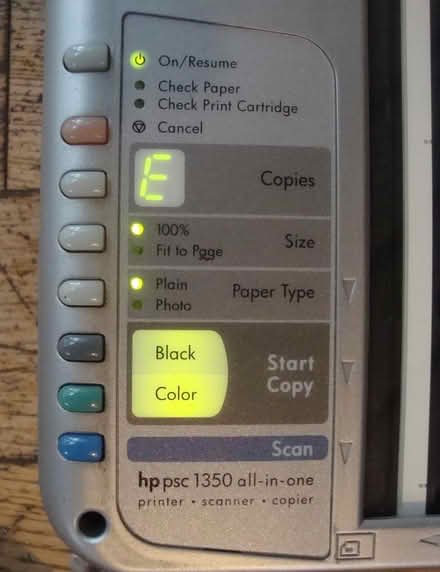 On/Resume
Check Paper
Check Print Cartridge
Cancel
E
Copies
100%
Fit to Page
Size
Plain
Photo
Paper Type
Black
Color
Start
Copy
Scan
hp psc 1350 all-in-one
printer • scanner • copier